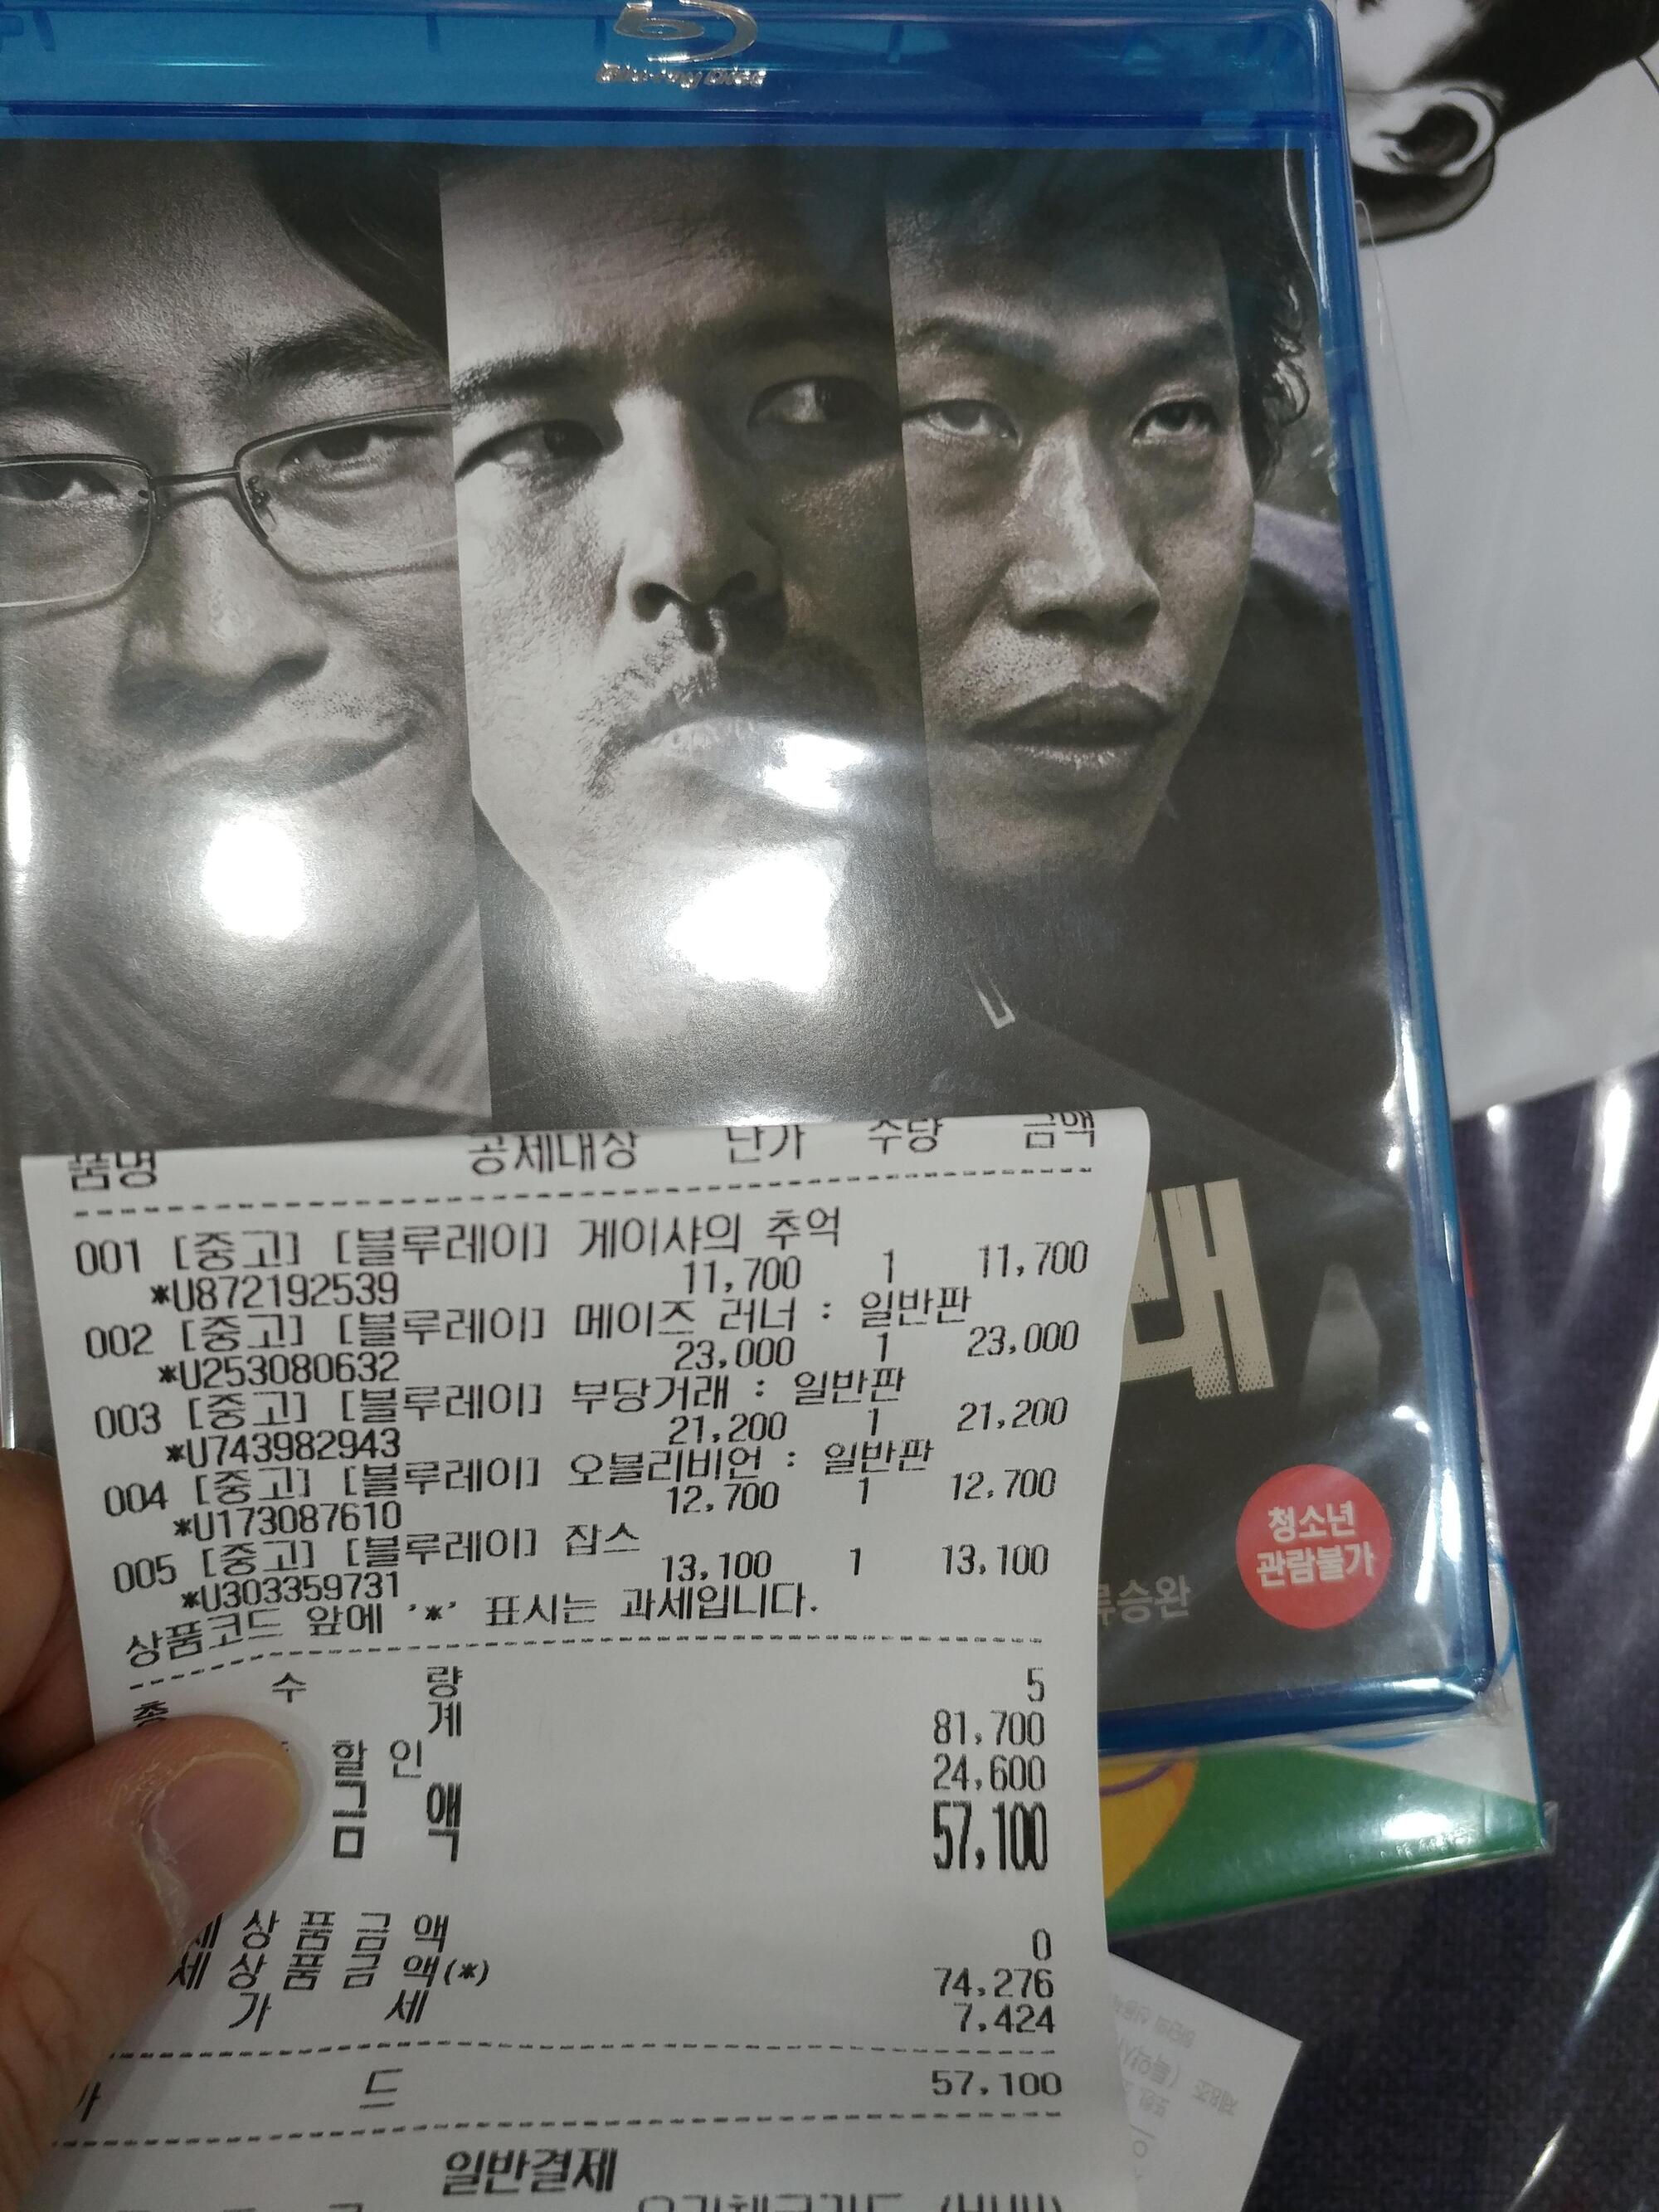 Blu-ray Disc
품명 공제대상 단가 수량 금액
001 [중고] [블루레이] 게이샤의 추억
*U872192539 11,700 1 11,700
002 [중고] [블루레이] 메이즈 러너 : 일반판
*U253080632 23,000 1 23,000
003 [중고] [블루레이] 부당거래 : 일반판
*U743982943 21,200 1 21,200
004 [중고] [블루레이] 오블리비언 : 일반판
*U173087610 12,700 1 12,700
005 [중고] [블루레이] 잡스
*U303359731 13,100 1 13,100
상품코드 앞에 '*' 표시는 과세입니다.
총 수 량 5
계 81,700
할 인 24,600
금 액 57,100
세 상 품 금 액 0
세 상 품 금 액(*) 74,276
가 세 7,424
드 57,100
일반결제
래
류승완
청소년
관람불가